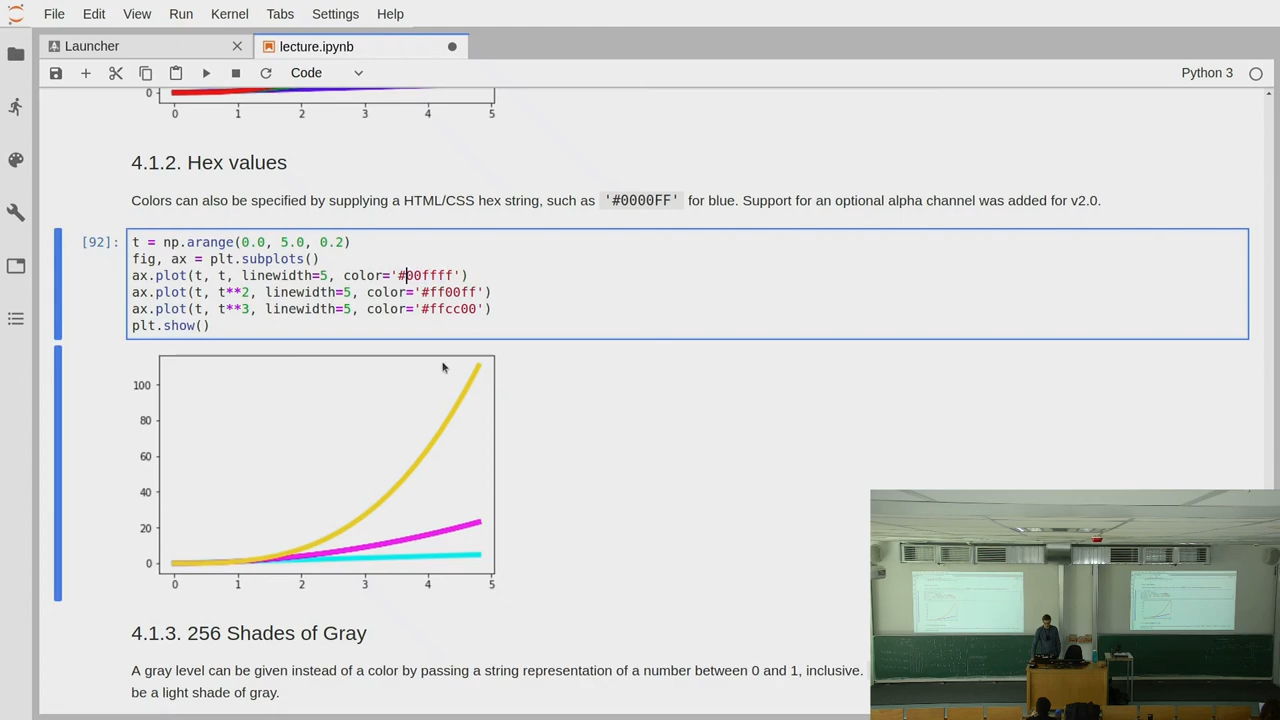 File Edit View Run Kernel Tabs Settings Help
Launcher
lecture.ipynb
Code
Python 3
0
0 1 2 3 4 5
4.1.2. Hex values
Colors can also be specified by supplying a HTML/CSS hex string, such as '#0000FF' for blue. Support for an optional alpha channel was added for v2.0.
[92]:
t = np.arange(0.0, 5.0, 0.2)
fig, ax = plt.subplots()
ax.plot(t, t, linewidth=5, color='#00ffff')
ax.plot(t, t**2, linewidth=5, color='#ff00ff')
ax.plot(t, t**3, linewidth=5, color='#ffcc00')
plt.show()
100
80
60
40
20
0
0 1 2 3 4 5
4.1.3. 256 Shades of Gray
A gray level can be given instead of a color by passing a string representation of a number between 0 and 1, inclusive.
be a light shade of gray.